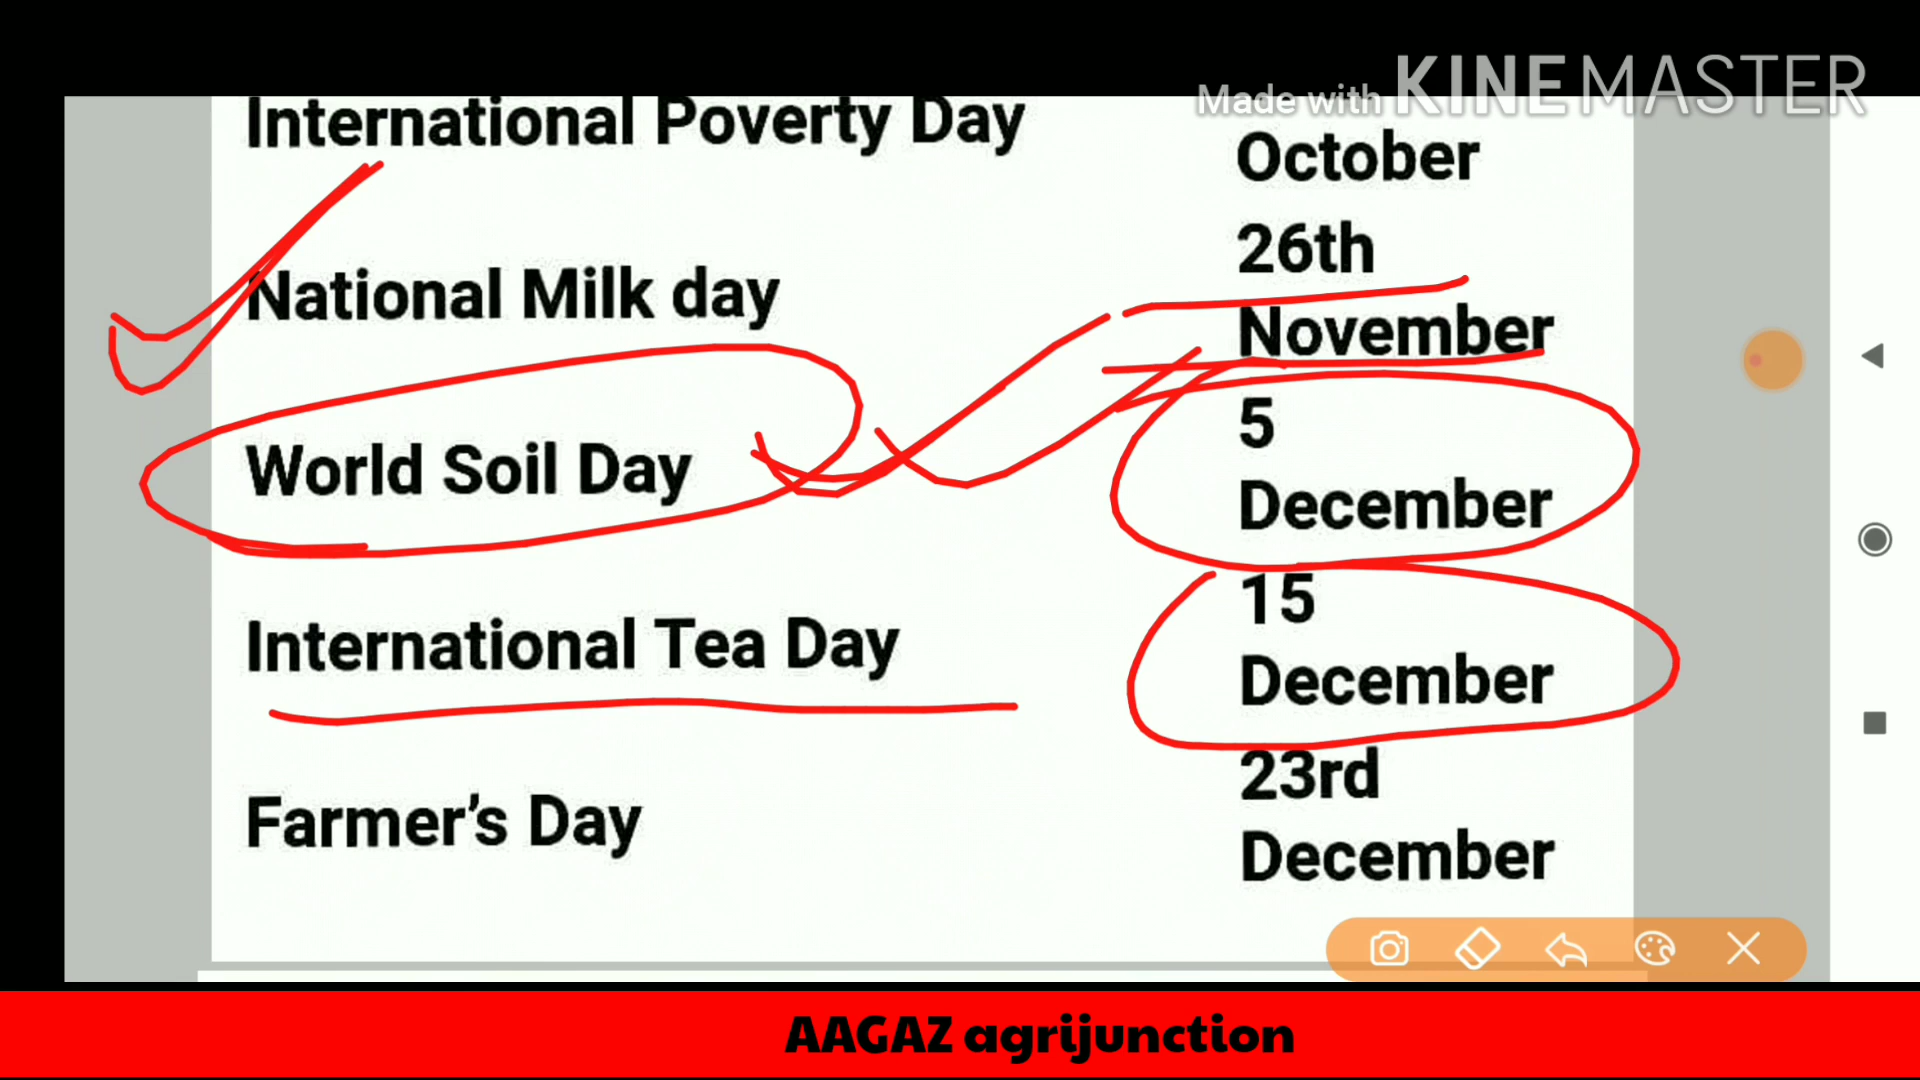 Made with KINEMASTER
International Poverty Day
October
26th
National Milk day
November
5
World Soil Day
December
15
International Tea Day
December
23rd
Farmer’s Day
December
AAGAZ agrijunction